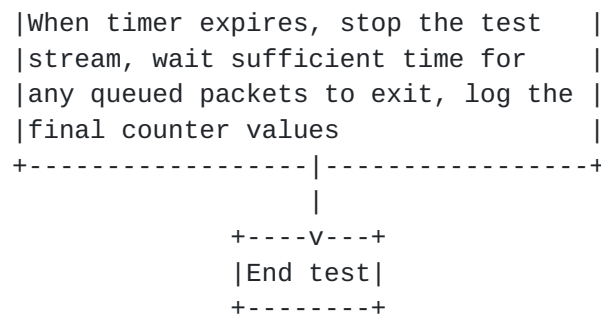 |When timer expires, stop the test   |
|stream, wait sufficient time for    |
|any queued packets to exit, log the |
|final counter values                |
+------------------|-----------------+
                   |
              +----v---+
              |End test|
              +--------+